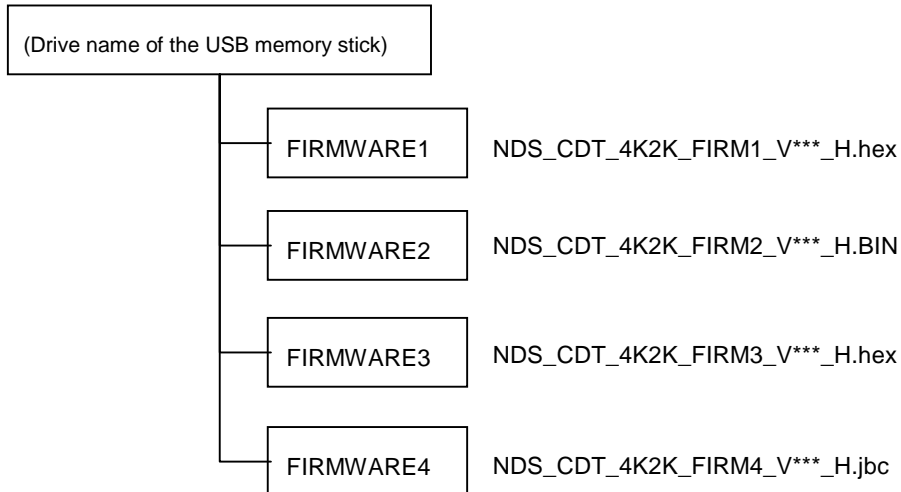 (Drive name of the USB memory stick)
FIRMWARE1 NDS_CDT_4K2K_FIRM1_V***_H.hex
FIRMWARE2 NDS_CDT_4K2K_FIRM2_V***_H.BIN
FIRMWARE3 NDS_CDT_4K2K_FIRM3_V***_H.hex
FIRMWARE4 NDS_CDT_4K2K_FIRM4_V***_H.jbc